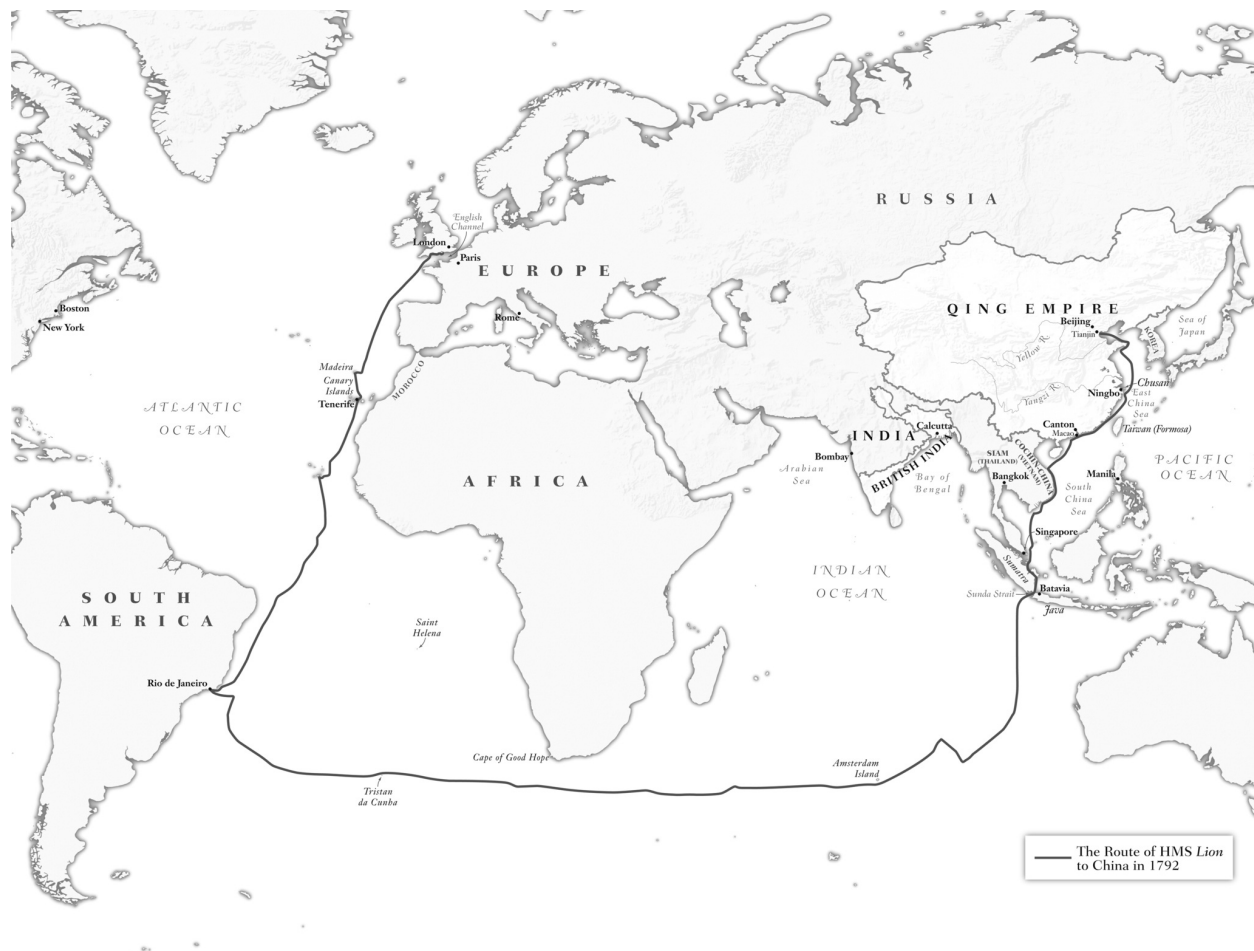 RUSSIA
English
Channel
London
Paris
EUROPE
Boston
New York
Rome
QING EMPIRE
Beijing
Tianjin
Sea of
Japan
KOREA
Yellow R.
Yangzi R.
Chusan
Ningbo
East
China
Sea
Madeira
Canary
Islands
Tenerife
MOROCCO
ATLANTIC
OCEAN
Canton
Macao
Taiwan (Formosa)
INDIA
Calcutta
Bombay
BRITISH INDIA
Arabian
Sea
Bay of
Bengal
SIAM
(THAILAND)
Bangkok
COCHIN-CHINA
(VIETNAM)
Manila
South
China
Sea
PACIFIC
OCEAN
AFRICA
Singapore
Sumatra
INDIAN
OCEAN
Sunda Strait
Batavia
Java
SOUTH
AMERICA
Saint
Helena
Rio de Janeiro
Cape of Good Hope
Amsterdam
Island
Tristan
da Cunha
The Route of HMS Lion
to China in 1792